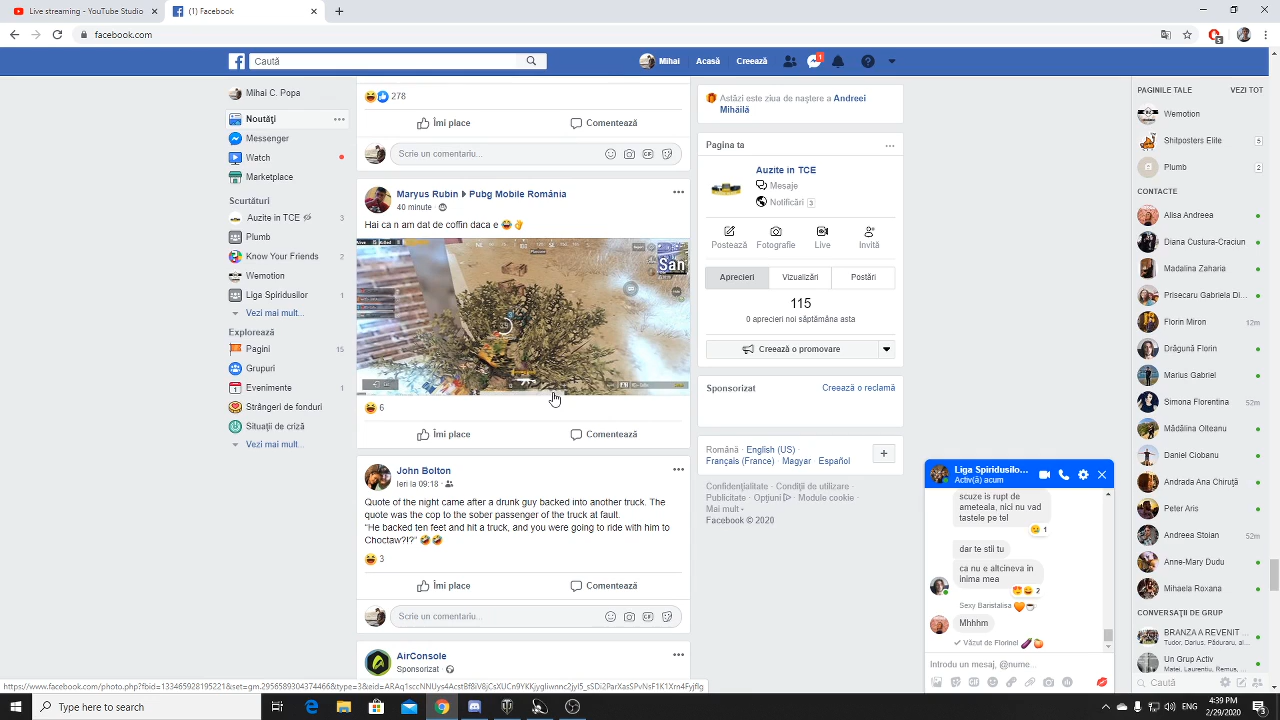 Live streaming - YouTube Studio
(1) Facebook
facebook.com
Caută
Mihai
Acasă
Creează
1
Mihai C. Popa
Noutăți
Messenger
Watch
Marketplace
Scurtături
Auzite in TCE
3
Plumb
Know Your Friends
2
Wemotion
Liga Spiridusilor
1
Vezi mai mult...
Explorează
Pagini
15
Grupuri
Evenimente
1
Strângeri de fonduri
Situații de criză
Vezi mai mult...
278
Îmi place
Comentează
Scrie un comentariu...
Maryus Rubin
Pubg Mobile România
40 minute ·
Hai ca n am dat de coffin daca e 😂👌
San
6
Îmi place
Comentează
John Bolton
Ieri la 09:18 ·
Quote of the night came after a drunk guy backed into another truck. The
quote was the cop to the sober passenger of the truck at fault.
"He backed ten feet and hit a truck, and you were going to ride with him to
Choctaw?!?" 🤣🤣
3
Îmi place
Comentează
Scrie un comentariu...
AirConsole
Sponsorizat ·
Astăzi este ziua de naștere a Andreei
Mihăilă
Pagina ta
Auzite in TCE
Mesaje
Notificări 3
Postează
Fotografie
Live
Invită
Aprecieri
Vizualizări
Postări
115
0 aprecieri noi săptămâna asta
Creează o promovare
Sponsorizat
Creează o reclamă
Română · English (US) ·
Français (France) · Magyar · Español
Confidențialitate · Condiții de utilizare ·
Publicitate · Opțiuni · Module cookie ·
Mai mult
Facebook © 2020
PAGINILE TALE
VEZI TOT
Wemotion
Shitposters Elite
5
Plumb
2
CONTACTE
Alisa Andreea
Diana Custura-Craciun
Madalina Zaharia
Prisecaru Gabriela Di...
Florin Miron
12m
Drăgună Florin
Marius Gabriel
Simona Florentina
52m
Mădălina Olteanu
Daniel Ciobanu
Andrada Ana Chiruță
Peter Aris
Andreea Stoian
52m
Anne-Mary Dudu
Mihaela Roxana
CONVERSAȚII DE GRUP
BRANZA A REVENIT ...
Tudor, Darius, Păduraru, al...
Un Grup Activ
Caută
Liga Spiridusilo...
Activ(ă) acum
scuze is rupt de
ameteala, nici nu vad
tastele pe tel
1
dar te stii tu
ca nu e altcineva in
inima mea
2
Sexy Banstalisa 🧡☕
Mhhhm
Văzut de Florinel 🍆🍑
Introdu un mesaj, @nume...
Type here to search
4:39 PM
2/29/2020